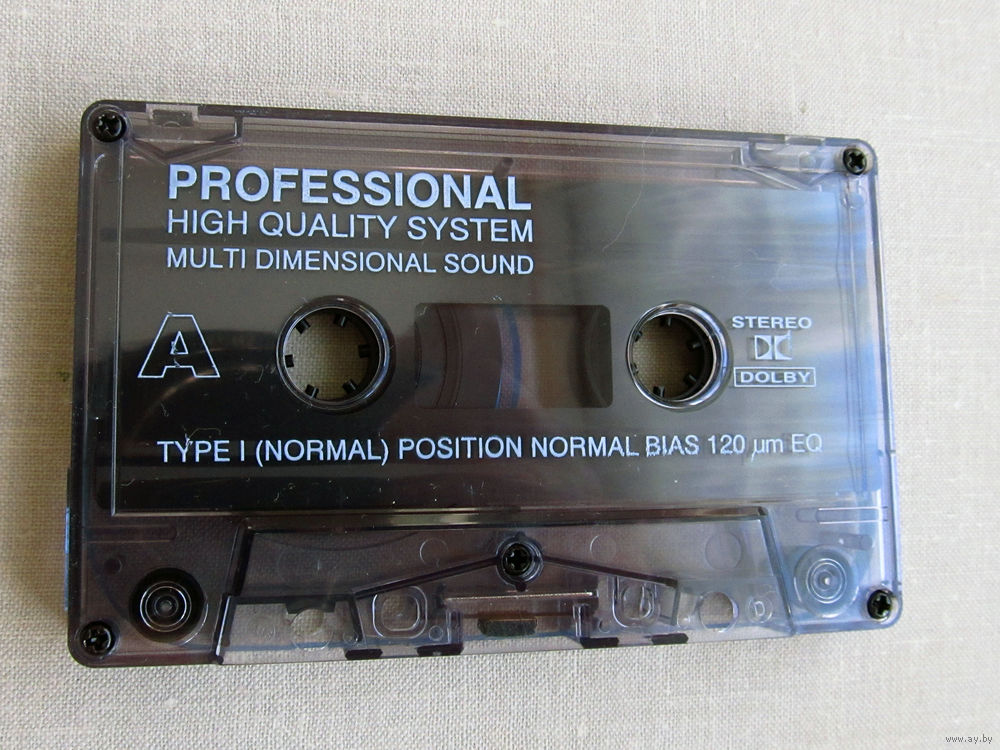 PROFESSIONAL
HIGH QUALITY SYSTEM
MULTI DIMENSIONAL SOUND
A
STEREO
DOLBY
TYPE I (NORMAL) POSITION NORMAL BIAS 120 µm EQ
D
www.ay.by